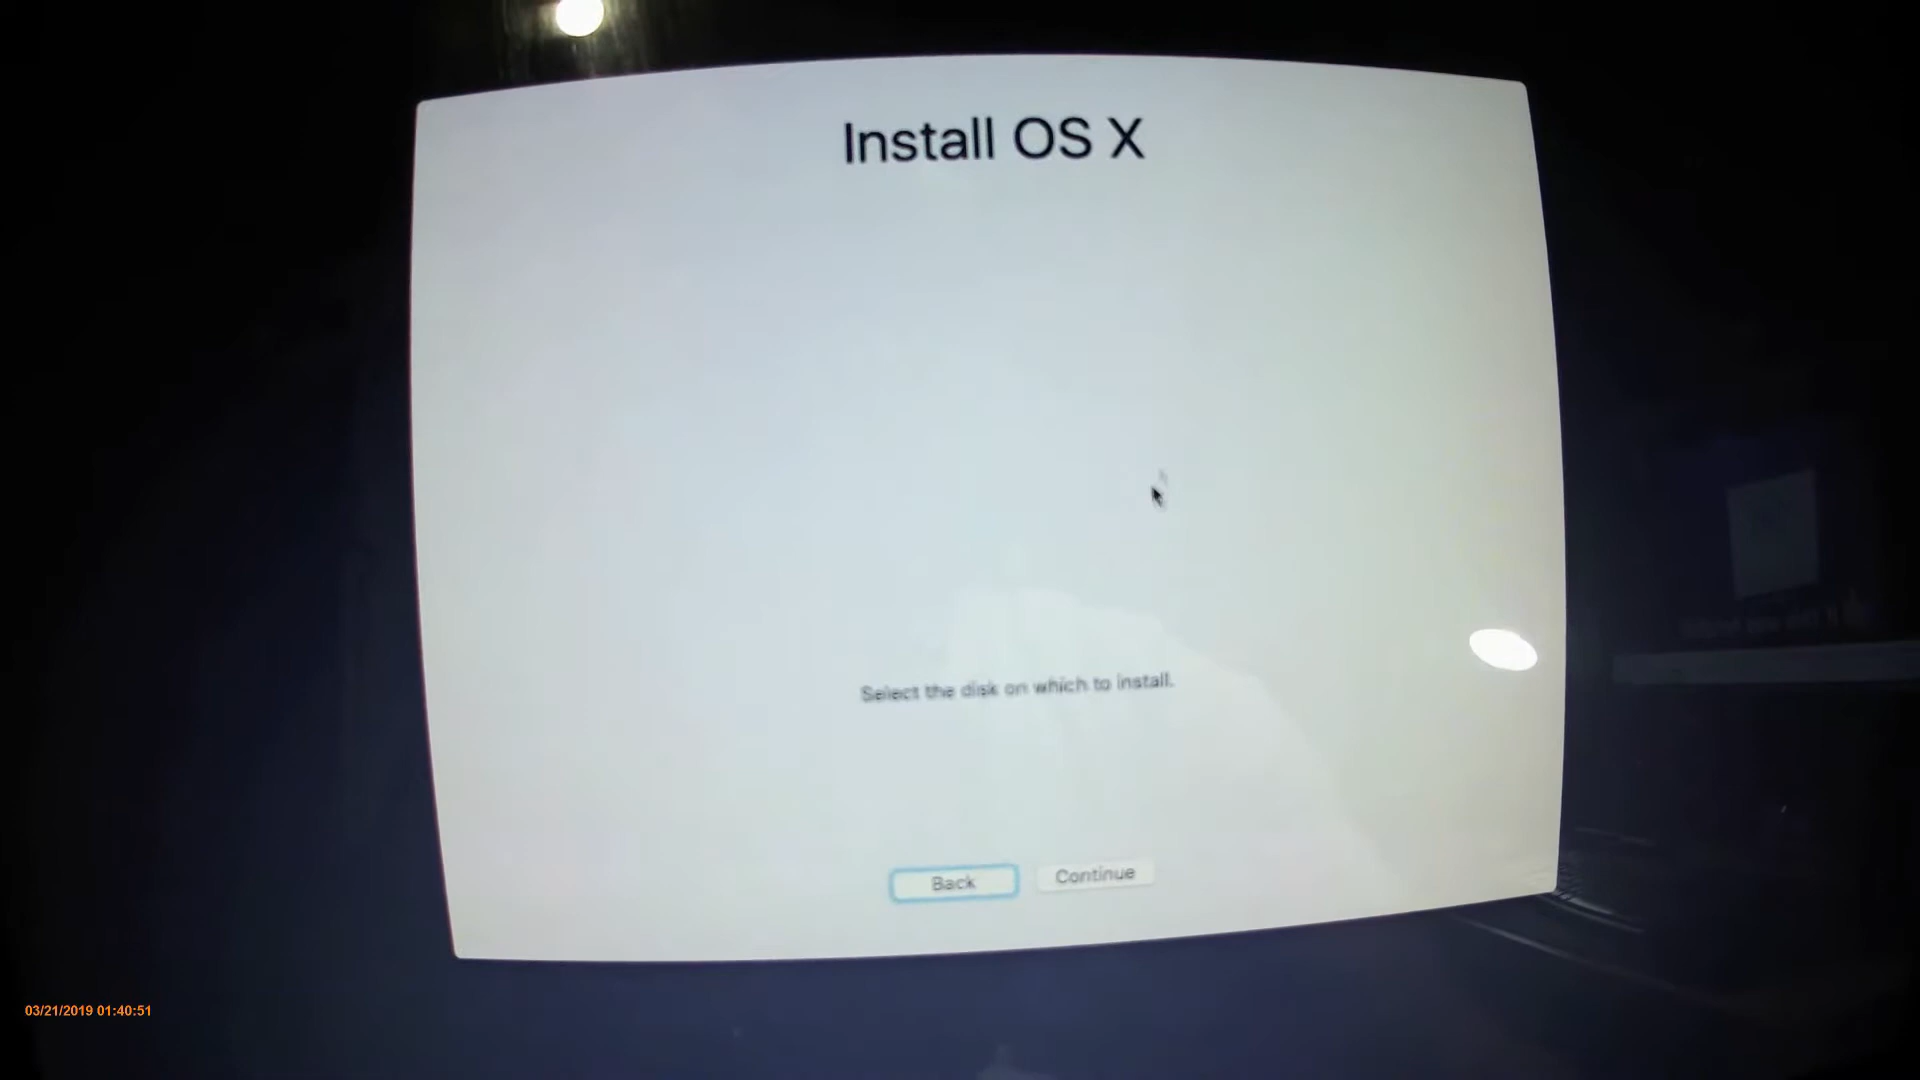 Install OS X
Select the disk on which to install.
Back
Continue
03/21/2019 01:40:51